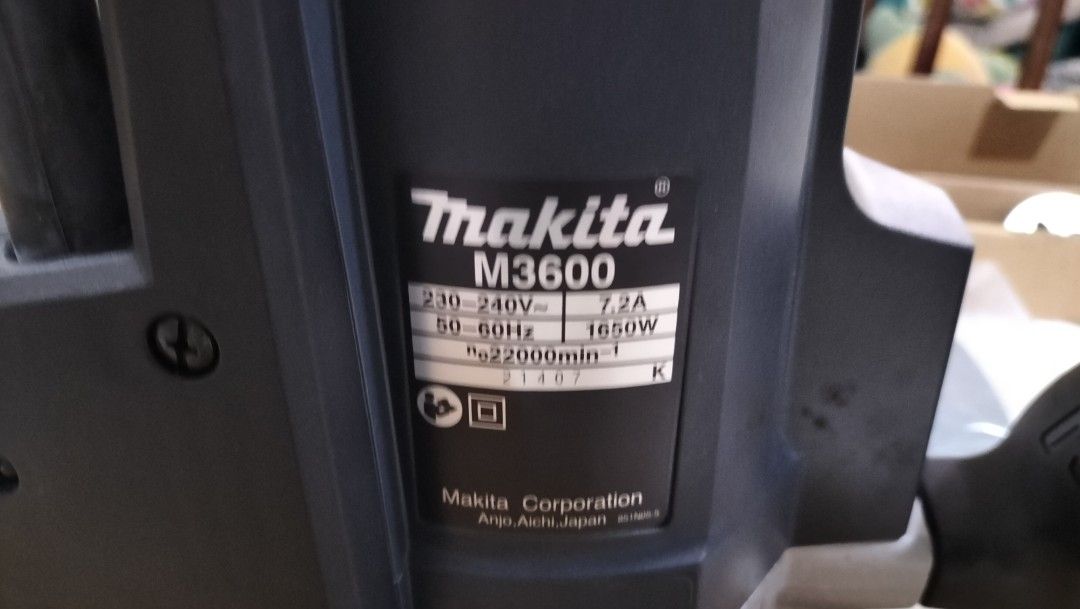 makita®
M3600
230-240V~ 7.2A
50-60Hz 1650W
n₀22000min⁻¹
21407 K
Makita Corporation
Anjo,Aichi,Japan